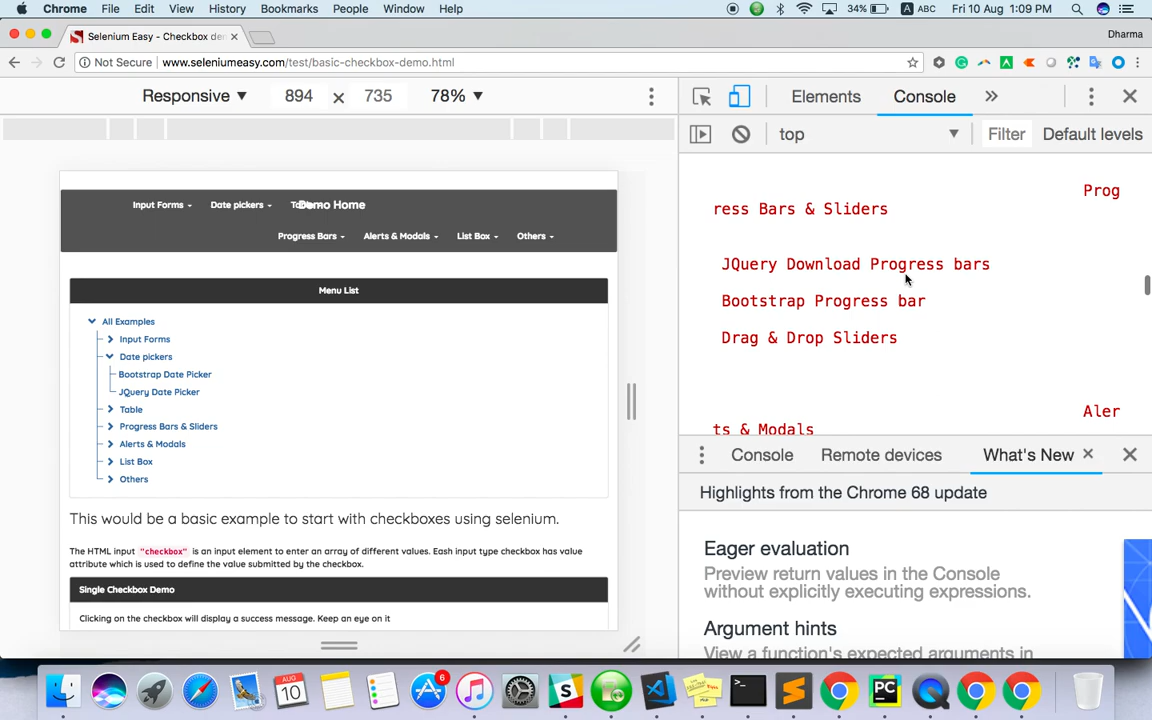 Chrome File Edit View History Bookmarks People Window Help 34% A ABC Fri 10 Aug 1:09 PM
Selenium Easy - Checkbox de
Dharma
Not Secure | www.seleniumeasy.com/test/basic-checkbox-demo.html
Responsive ▼ 894 × 735 78% ▼
Elements Console »
top ▼ Filter Default levels
Input Forms Date pickers Demo Home
Progress Bars Alerts & Modals List Box Others
Menu List
All Examples
Input Forms
Date pickers
Bootstrap Date Picker
JQuery Date Picker
Table
Progress Bars & Sliders
Alerts & Modals
List Box
Others
This would be a basic example to start with checkboxes using selenium.
The HTML input "checkbox" is an input element to enter an array of different values. Each input type checkbox has value
attribute which is used to define the value submitted by the checkbox.
Single Checkbox Demo
Clicking on the checkbox will display a success message. Keep an eye on it
Prog
ress Bars & Sliders
JQuery Download Progress bars
Bootstrap Progress bar
Drag & Drop Sliders
Aler
ts & Modals
Console Remote devices What's New ×
Highlights from the Chrome 68 update
Eager evaluation
Preview return values in the Console
without explicitly executing expressions.
Argument hints
View a function's expected arguments in
AUG
10
6
PC